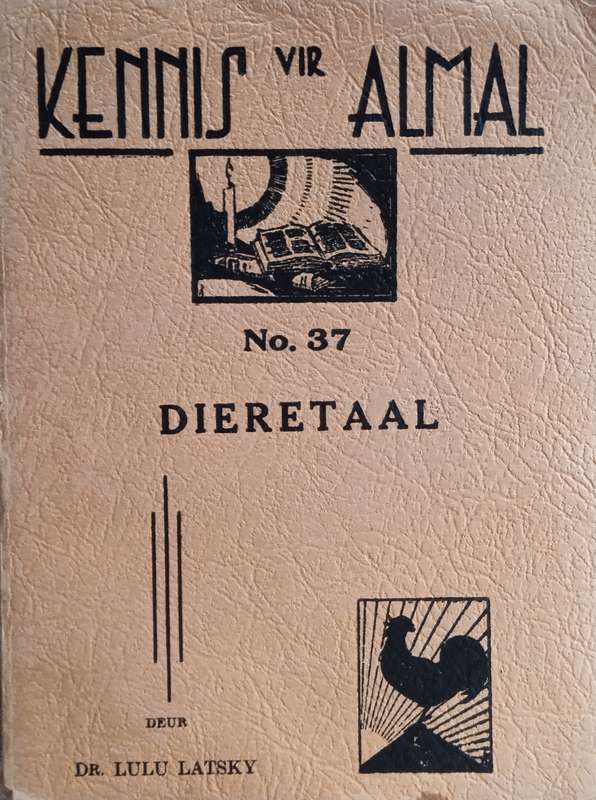 KENNIS VIR ALMAL
No. 37
DIERETAAL
DEUR
DR. LULU LATSKY